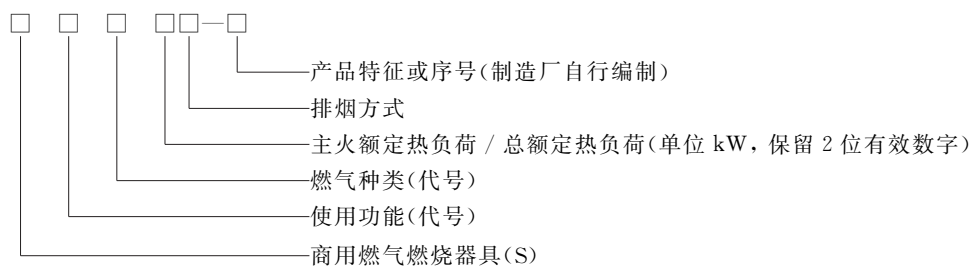 □ □ □ □□—□
产品特征或序号(制造厂自行编制)
排烟方式
主火额定热负荷 / 总额定热负荷(单位 kW, 保留 2 位有效数字)
燃气种类(代号)
使用功能(代号)
商用燃气燃烧器具(S)